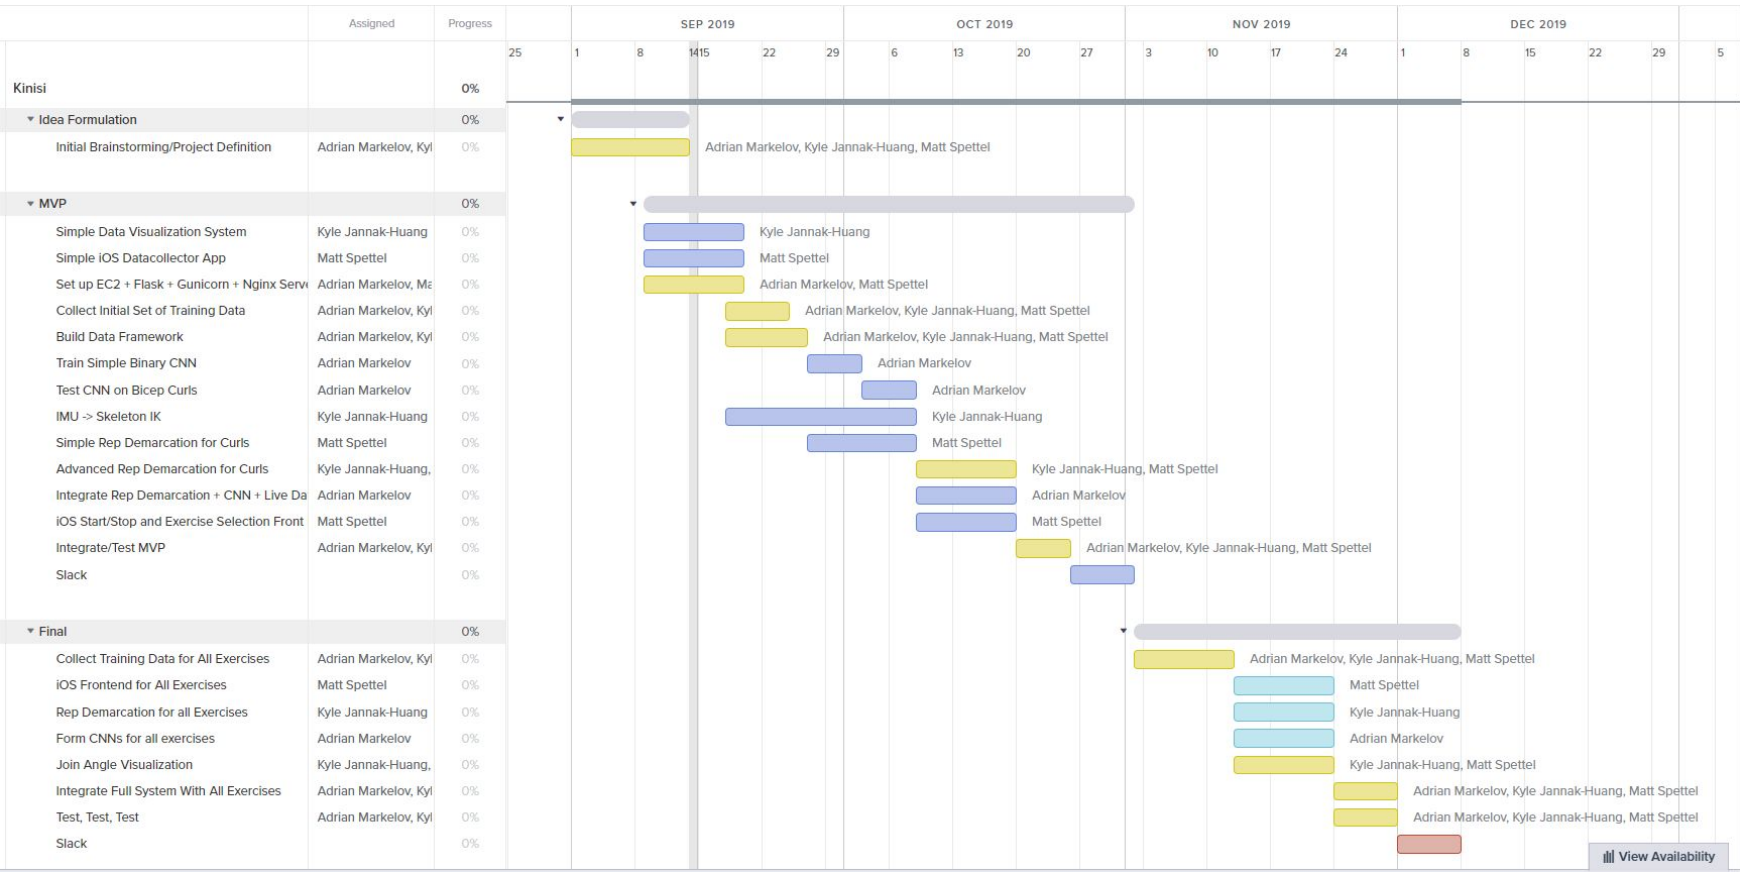 Assigned Progress SEP 2019 OCT 2019 NOV 2019 DEC 2019
25 1 8 14 15 22 29 6 13 20 27 3 10 17 24 1 8 15 22 29 5
Kinisi 0%
Idea Formulation 0%
Initial Brainstorming/Project Definition Adrian Markelov, Kyl 0% Adrian Markelov, Kyle Jannak-Huang, Matt Spettel
MVP 0%
Simple Data Visualization System Kyle Jannak-Huang 0% Kyle Jannak-Huang
Simple iOS Datacollector App Matt Spettel 0% Matt Spettel
Set up EC2 + Flask + Gunicorn + Nginx Serv Adrian Markelov, Ma 0% Adrian Markelov, Matt Spettel
Collect Initial Set of Training Data Adrian Markelov, Kyl 0% Adrian Markelov, Kyle Jannak-Huang, Matt Spettel
Build Data Framework Adrian Markelov, Kyl 0% Adrian Markelov, Kyle Jannak-Huang, Matt Spettel
Train Simple Binary CNN Adrian Markelov 0% Adrian Markelov
Test CNN on Bicep Curls Adrian Markelov 0% Adrian Markelov
IMU -> Skeleton IK Kyle Jannak-Huang 0% Kyle Jannak-Huang
Simple Rep Demarcation for Curls Matt Spettel 0% Matt Spettel
Advanced Rep Demarcation for Curls Kyle Jannak-Huang, 0% Kyle Jannak-Huang, Matt Spettel
Integrate Rep Demarcation + CNN + Live Da Adrian Markelov 0% Adrian Markelov
iOS Start/Stop and Exercise Selection Front Matt Spettel 0% Matt Spettel
Integrate/Test MVP Adrian Markelov, Kyl 0% Adrian Markelov, Kyle Jannak-Huang, Matt Spettel
Slack 0%
Final 0%
Collect Training Data for All Exercises Adrian Markelov, Kyl 0% Adrian Markelov, Kyle Jannak-Huang, Matt Spettel
iOS Frontend for All Exercises Matt Spettel 0% Matt Spettel
Rep Demarcation for all Exercises Kyle Jannak-Huang 0% Kyle Jannak-Huang
Form CNNs for all exercises Adrian Markelov 0% Adrian Markelov
Join Angle Visualization Kyle Jannak-Huang, 0% Kyle Jannak-Huang, Matt Spettel
Integrate Full System With All Exercises Adrian Markelov, Kyl 0% Adrian Markelov, Kyle Jannak-Huang, Matt Spettel
Test, Test, Test Adrian Markelov, Kyl 0% Adrian Markelov, Kyle Jannak-Huang, Matt Spettel
Slack 0%
View Availability